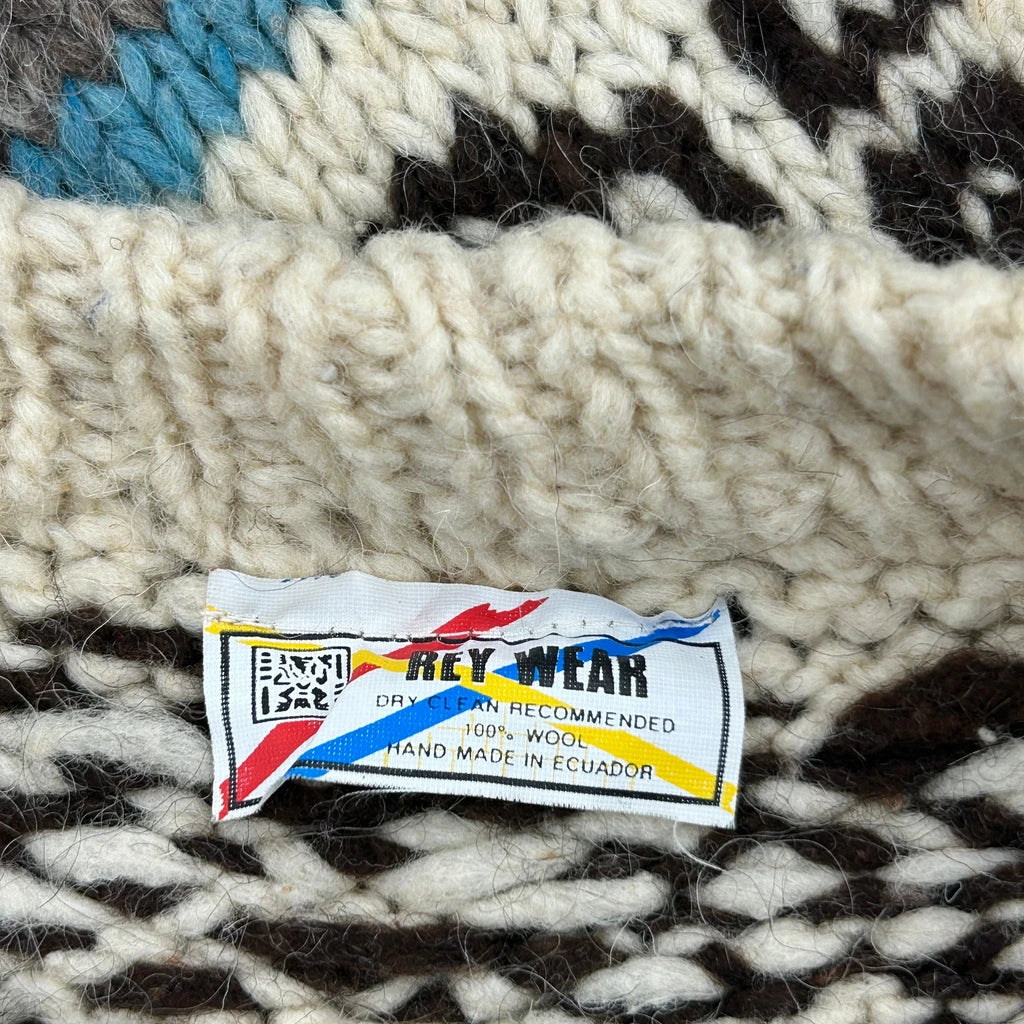 REY WEAR
DRY CLEAN RECOMMENDED
100% WOOL
HAND MADE IN ECUADOR